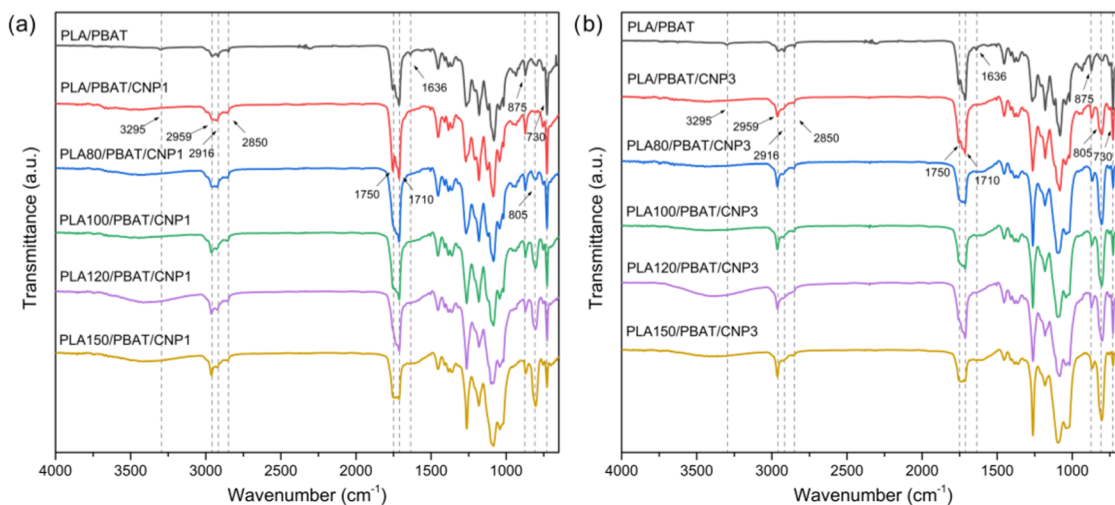 (a)
PLA/PBAT
1636
875
PLA/PBAT/CNP1
3295
2959
2916
2850
730
PLA80/PBAT/CNP1
1750
1710
805
PLA100/PBAT/CNP1
PLA120/PBAT/CNP1
PLA150/PBAT/CNP1
Transmittance (a.u.)
4000 3500 3000 2500 2000 1500 1000
Wavenumber (cm⁻¹)
(b)
PLA/PBAT
1636
875
PLA/PBAT/CNP3
3295
2959
2916
2850
805
730
PLA80/PBAT/CNP3
1750
1710
PLA100/PBAT/CNP3
PLA120/PBAT/CNP3
PLA150/PBAT/CNP3
Transmittance (a.u.)
4000 3500 3000 2500 2000 1500 1000
Wavenumber (cm⁻¹)